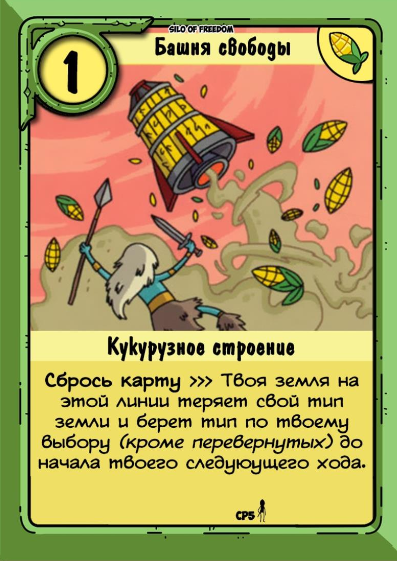 SILO OF FREEDOM
Башня свободы
1
Кукурузное строение
Сбрось карту >>> Твоя земля на
этой линии теряет свой тип
земли и берет тип по твоему
выбору (кроме перевернутых) до
начала твоего следуюущего хода.
CP5